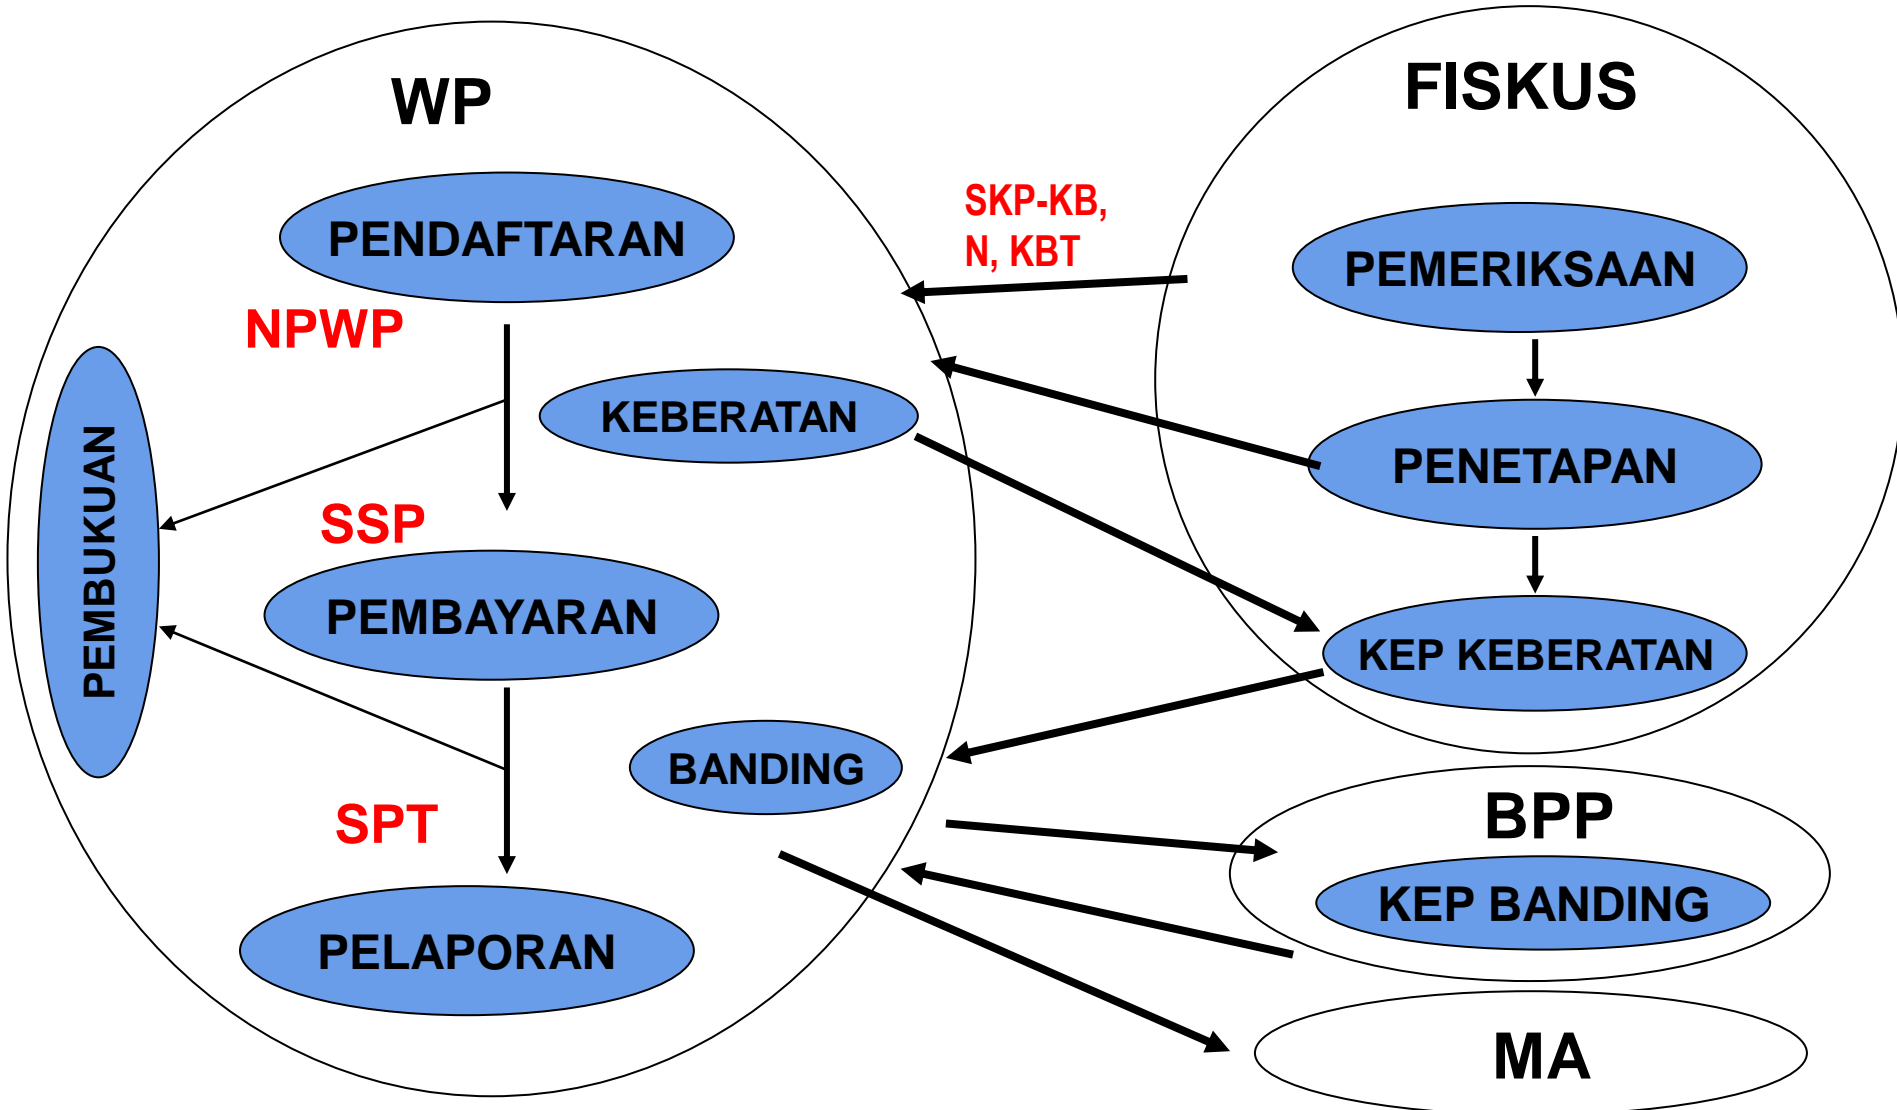 WP
PENDAFTARAN
NPWP
KEBERATAN
PEMBUKUAN
SSP
PEMBAYARAN
BANDING
SPT
PELAPORAN
SKP-KB,
N, KBT
FISKUS
PEMERIKSAAN
PENETAPAN
KEP KEBERATAN
BPP
KEP BANDING
MA